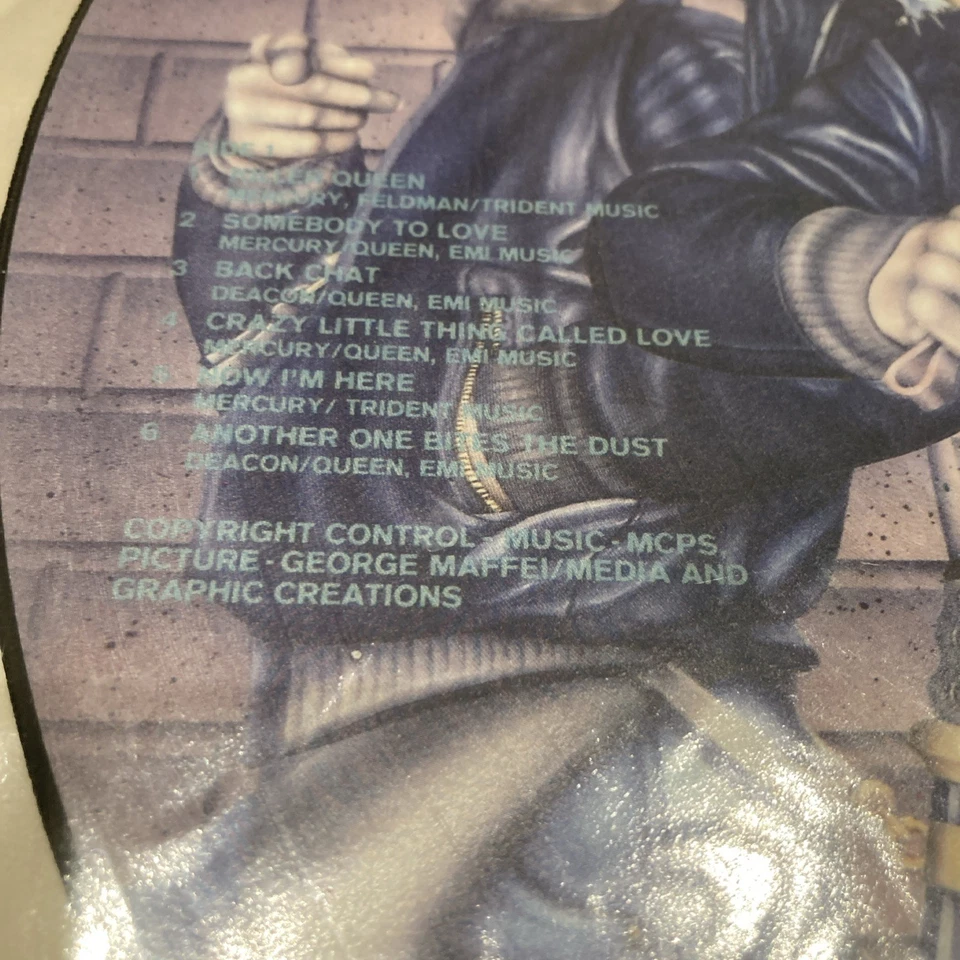 SIDE 1
KILLER QUEEN
MERCURY, FELDMAN/TRIDENT MUSIC
2 SOMEBODY TO LOVE
MERCURY/QUEEN, EMI MUSIC
3 BACK CHAT
DEACON/QUEEN, EMI MUSIC
4 CRAZY LITTLE THING CALLED LOVE
MERCURY/QUEEN, EMI MUSIC
5 NOW I'M HERE
MERCURY/ TRIDENT MUSIC
6 ANOTHER ONE BITES THE DUST
DEACON/QUEEN, EMI MUSIC
COPYRIGHT CONTROL - MUSIC - MCPS,
PICTURE - GEORGE MAFFEI/MEDIA AND
GRAPHIC CREATIONS